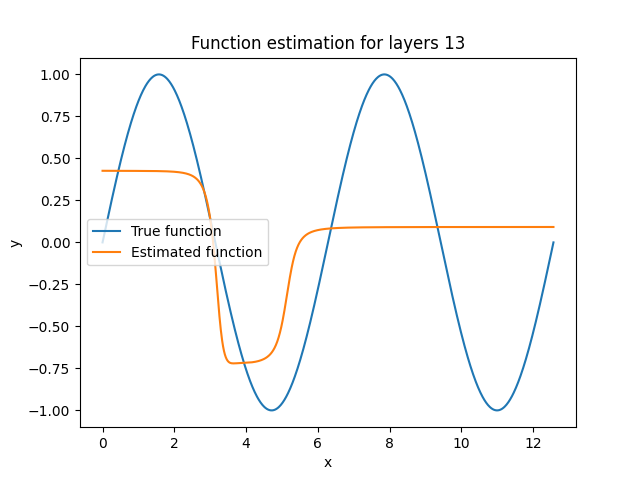 Function estimation for layers 13
1.00
0.75
0.50
0.25
0.00
−0.25
−0.50
−0.75
−1.00
y
True function
Estimated function
0 2 4 6 8 10 12
x